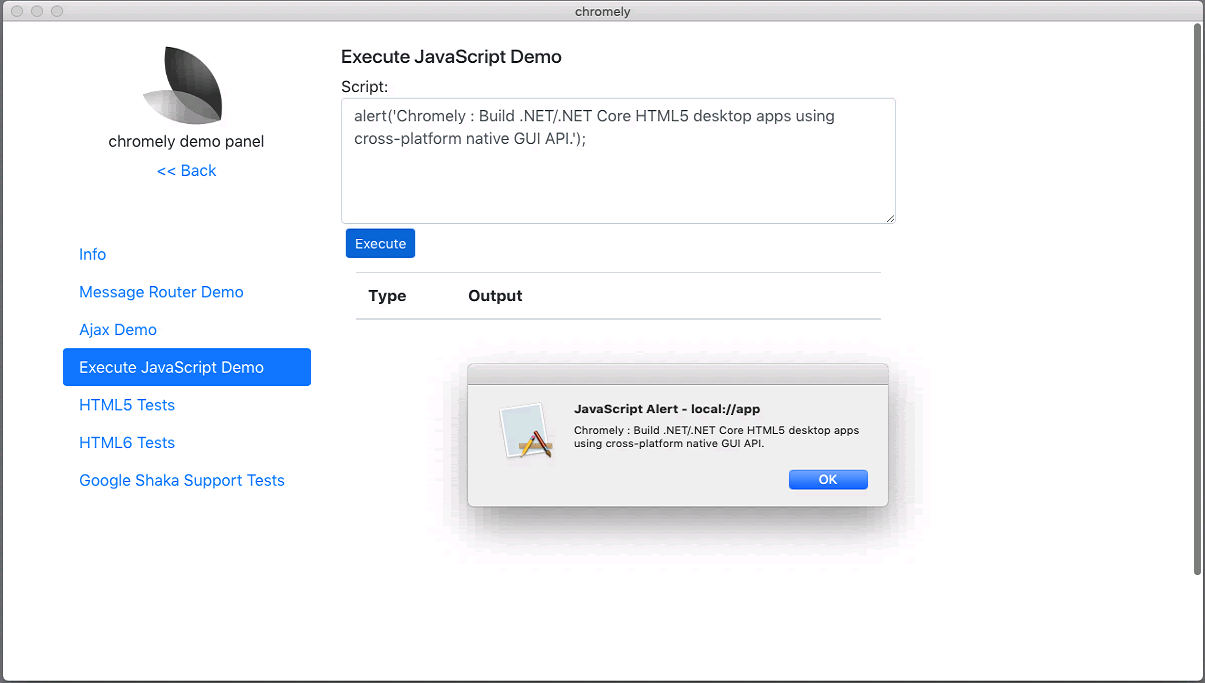 chromely
chromely demo panel
<< Back
Info
Message Router Demo
Ajax Demo
Execute JavaScript Demo
HTML5 Tests
HTML6 Tests
Google Shaka Support Tests
Execute JavaScript Demo
Script:
alert('Chromely : Build .NET/.NET Core HTML5 desktop apps using
cross-platform native GUI API.');
Execute
Type Output
JavaScript Alert - local://app
Chromely : Build .NET/.NET Core HTML5 desktop apps
using cross-platform native GUI API.
OK